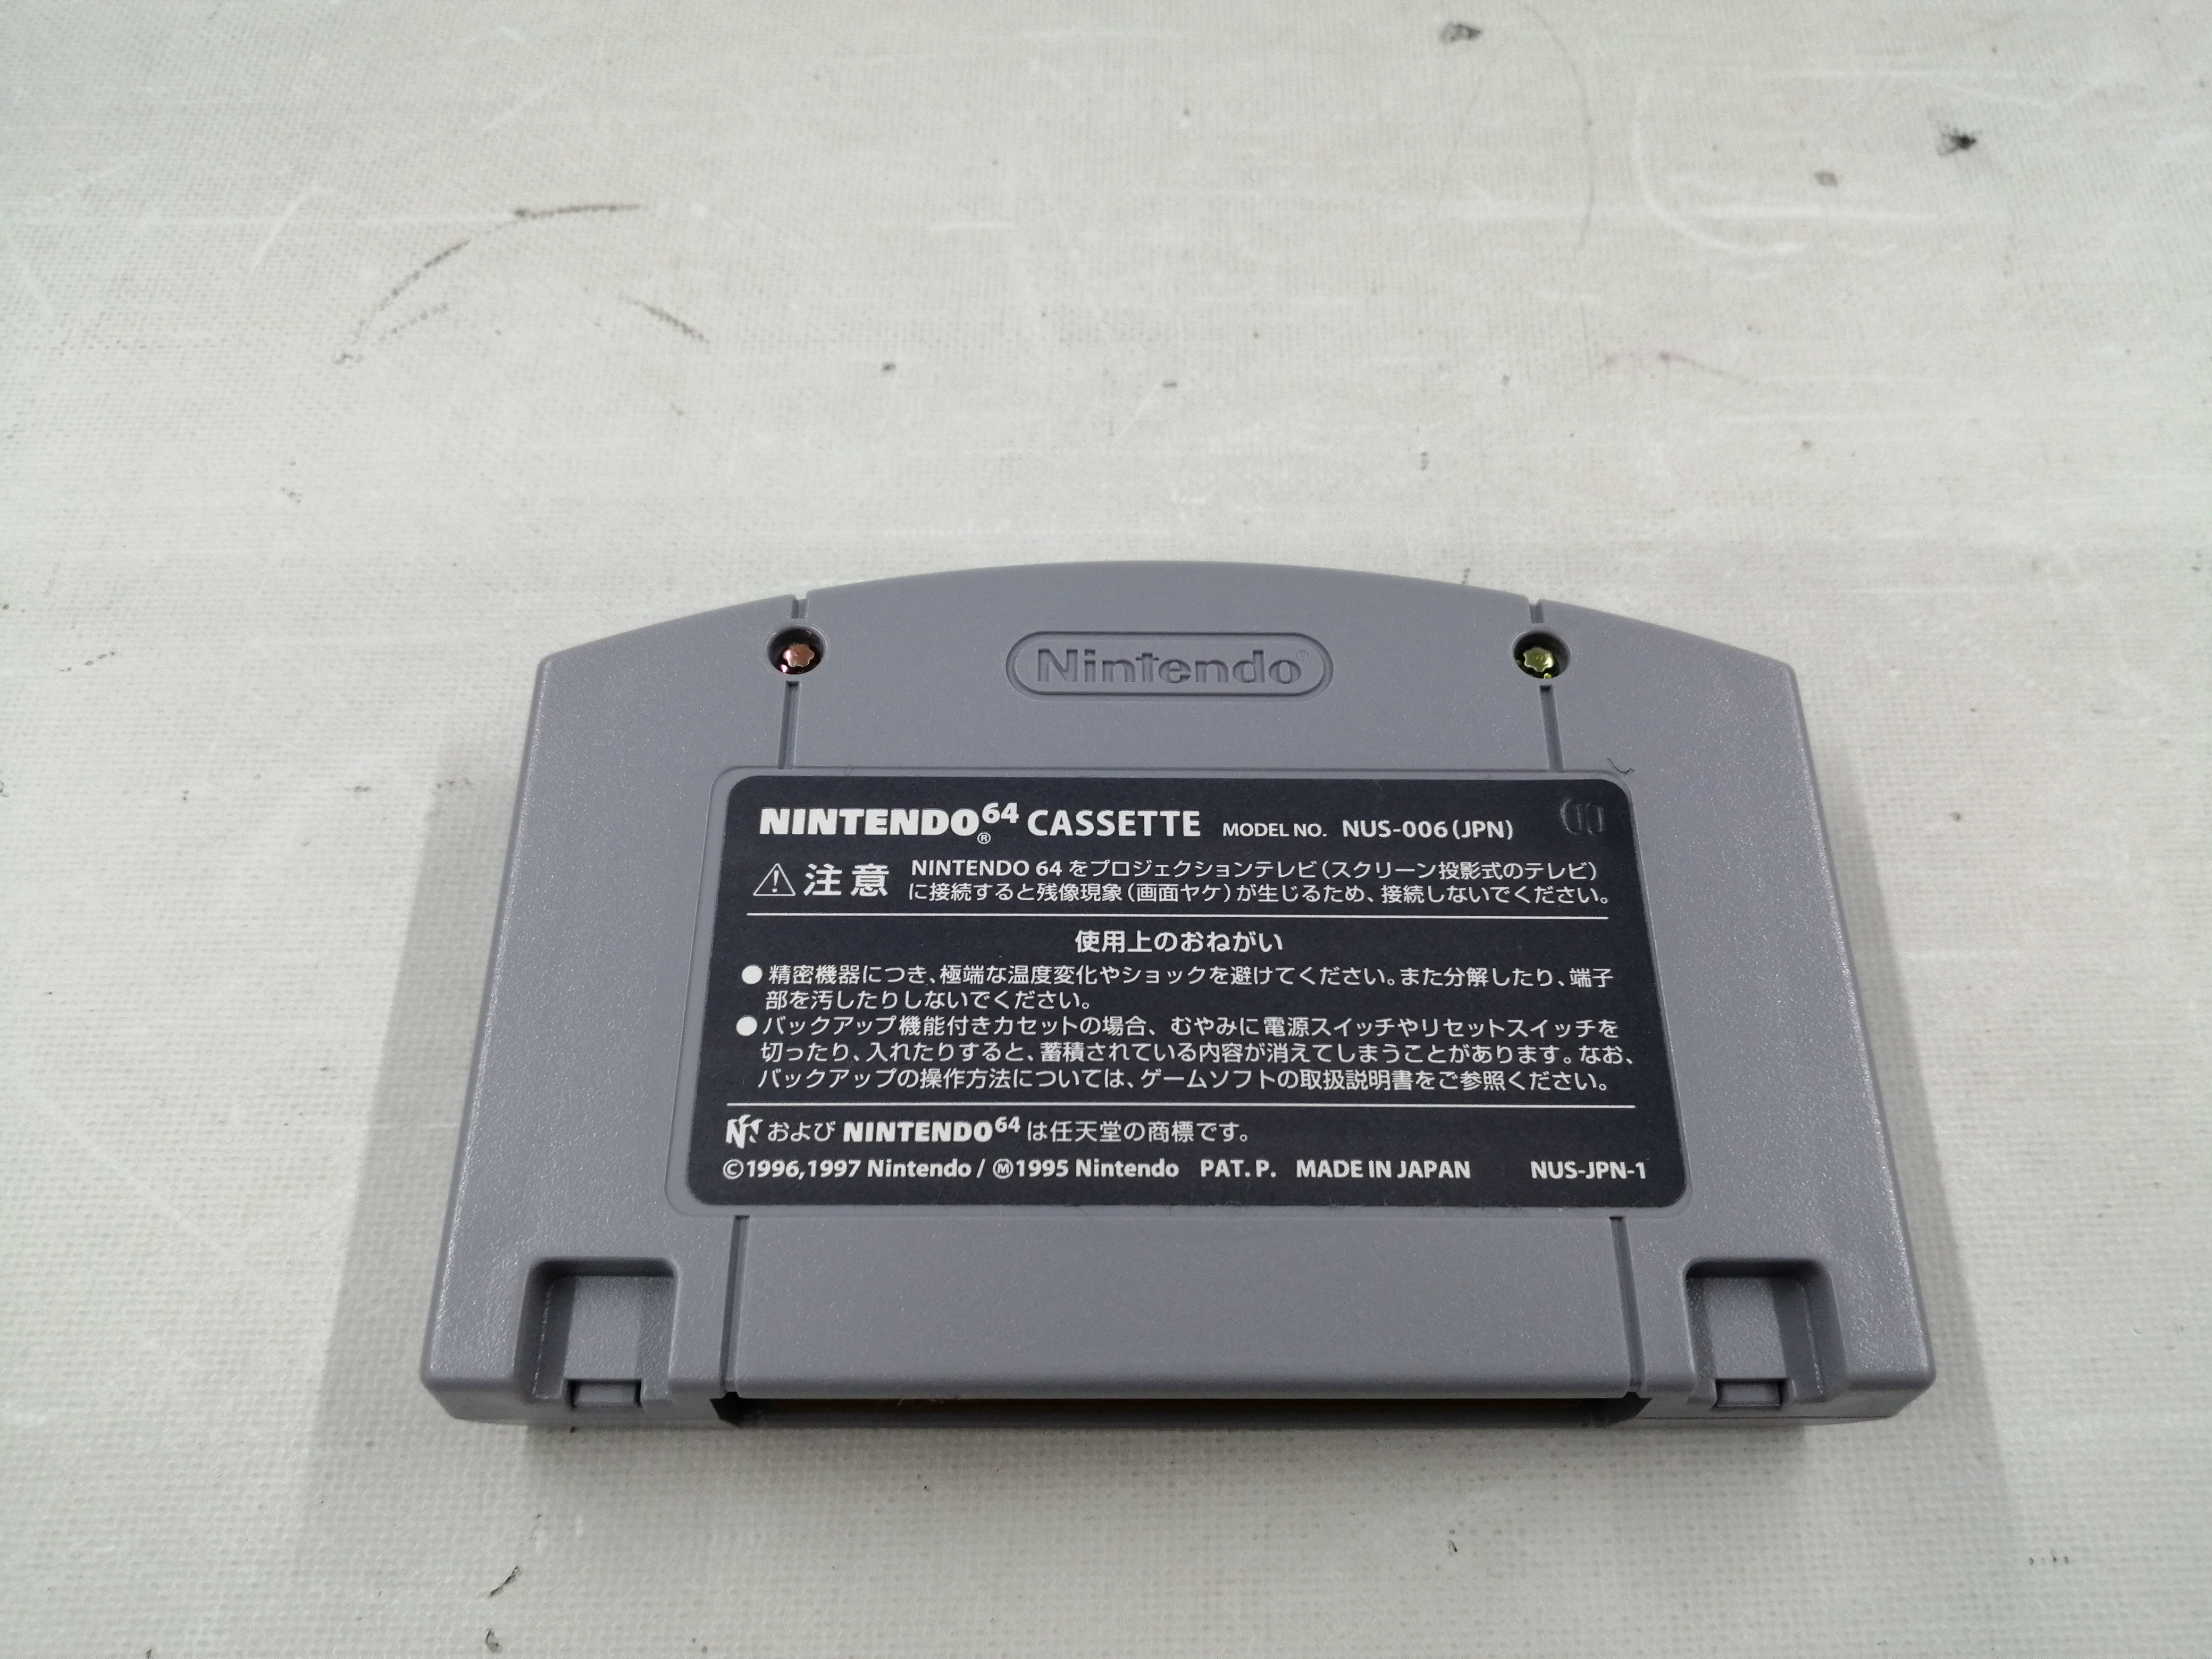 Nintendo®
NINTENDO64® CASSETTE MODEL NO. NUS-006(JPN)
⚠注意 NINTENDO 64 をプロジェクションテレビ(スクリーン投影式のテレビ)
に接続すると残像現象(画面ヤケ)が生じるため、接続しないでください。
使用上のおねがい
●精密機器につき、極端な温度変化やショックを避けてください。また分解したり、端子
部を汚したりしないでください。
●バックアップ機能付きカセットの場合、むやみに電源スイッチやリセットスイッチを
切ったり、入れたりすると、蓄積されている内容が消えてしまうことがあります。なお、
バックアップの操作方法については、ゲームソフトの取扱説明書をご参照ください。
および NINTENDO64 は任天堂の商標です。
©1996,1997 Nintendo / Ⓜ1995 Nintendo PAT. P. MADE IN JAPAN NUS-JPN-1